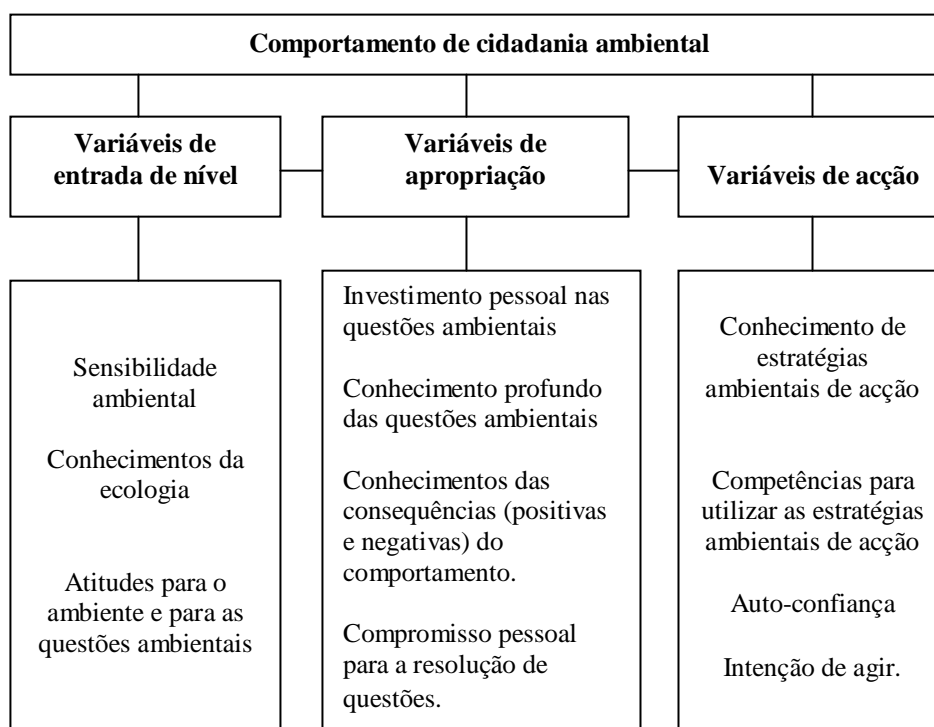 Comportamento de cidadania ambiental
Variáveis de
entrada de nível
Variáveis de
apropriação
Variáveis de acção
Sensibilidade
ambiental
Conhecimentos da
ecologia
Atitudes para o
ambiente e para as
questões ambientais
Investimento pessoal nas
questões ambientais
Conhecimento profundo
das questões ambientais
Conhecimentos das
consequências (positivas
e negativas) do
comportamento.
Compromisso pessoal
para a resolução de
questões.
Conhecimento de
estratégias
ambientais de acção
Competências para
utilizar as estratégias
ambientais de acção
Auto-confiança
Intenção de agir.